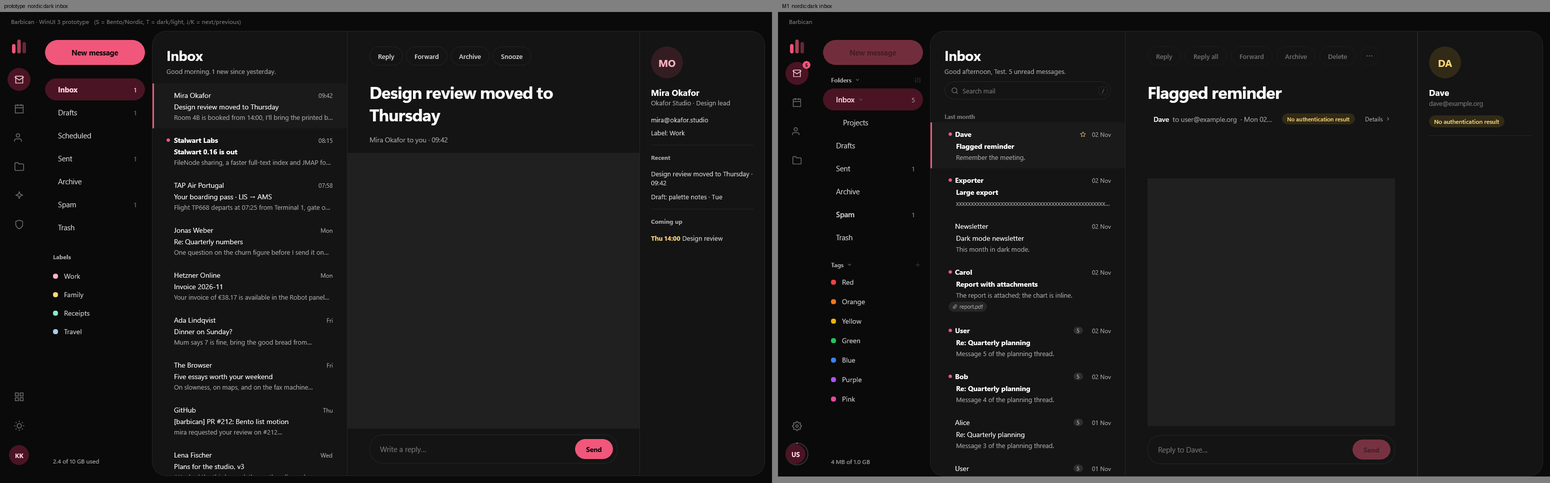 prototype nordic dark inbox
Barbican · WinUI 3 prototype (S = Bento/Nordic, T = dark/light, J/K = next/previous)
New message
Inbox 1
Drafts 1
Scheduled
Sent 1
Archive
Spam 1
Trash
Labels
Work
Family
Receipts
Travel
KK
2.4 of 10 GB used
Inbox
Good morning. 1 new since yesterday.
Mira Okafor 09:42
Design review moved to Thursday
Room 4B is booked from 14:00, I'll bring the printed b...
Stalwart Labs 08:15
Stalwart 0.16 is out
FileNode sharing, a faster full-text index and JMAP fo...
TAP Air Portugal 07:58
Your boarding pass · LIS → AMS
Flight TP668 departs at 07:25 from Terminal 1, gate o...
Jonas Weber Mon
Re: Quarterly numbers
One question on the churn figure before I send it on...
Hetzner Online Mon
Invoice 2026-11
Your invoice of €38.17 is available in the Robot panel...
Ada Lindqvist Fri
Dinner on Sunday?
Mum says 7 is fine, bring the good bread from...
The Browser Fri
Five essays worth your weekend
On slowness, on maps, and on the fax machine...
GitHub Thu
[barbican] PR #212: Bento list motion
mira requested your review on #212...
Lena Fischer Wed
Plans for the studio, v3
Reply Forward Archive Snooze
Design review moved to
Thursday
Mira Okafor to you · 09:42
Write a reply...
Send
MO
Mira Okafor
Okafor Studio · Design lead
mira@okafor.studio
Label: Work
Recent
Design review moved to Thursday ·
09:42
Draft: palette notes · Tue
Coming up
Thu 14:00 Design review
M1 nordic dark inbox
Barbican
New message
5
Folders
Inbox 5
Projects
Drafts
Sent 1
Archive
Spam 1
Trash
Tags +
Red
Orange
Yellow
Green
Blue
Purple
Pink
US
4 MB of 1.0 GB
Inbox
Good afternoon, Test. 5 unread messages.
Search mail /
Last month
Dave 02 Nov
Flagged reminder
Remember the meeting.
Exporter 02 Nov
Large export
Newsletter 02 Nov
Dark mode newsletter
This month in dark mode.
Carol 02 Nov
Report with attachments
The report is attached; the chart is inline.
report.pdf
User 5 02 Nov
Re: Quarterly planning
Message 5 of the planning thread.
Bob 5 02 Nov
Re: Quarterly planning
Message 4 of the planning thread.
Alice 5 01 Nov
Re: Quarterly planning
Message 3 of the planning thread.
User 5 01 Nov
Reply Reply all Forward Archive Delete ...
Flagged reminder
Dave to user@example.org · Mon 02... No authentication result Details >
Reply to Dave...
Send
DA
Dave
dave@example.org
No authentication result